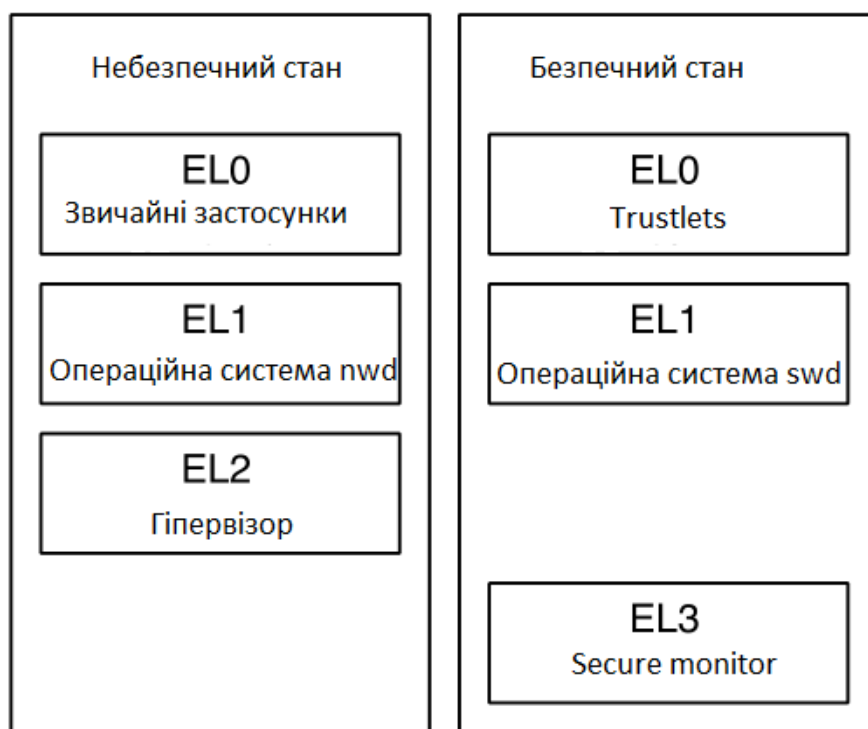 Небезпечний стан
EL0
Звичайні застосунки
EL1
Операційна система nwd
EL2
Гіпервізор
Безпечний стан
EL0
Trustlets
EL1
Операційна система swd
EL3
Secure monitor